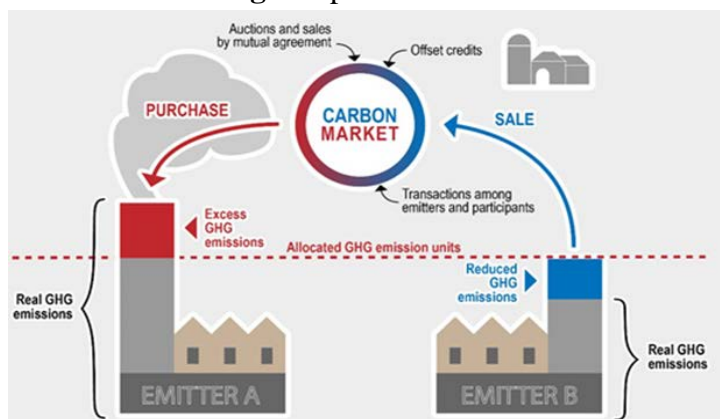 Auctions and sales
by mutual agreement
Offset credits
PURCHASE
CARBON
MARKET
SALE
Transactions among
emitters and participants
Excess
GHG
emissions
Allocated GHG emission units
Reduced
GHG
emissions
Real GHG
emissions
Real GHG
emissions
EMITTER A
EMITTER B